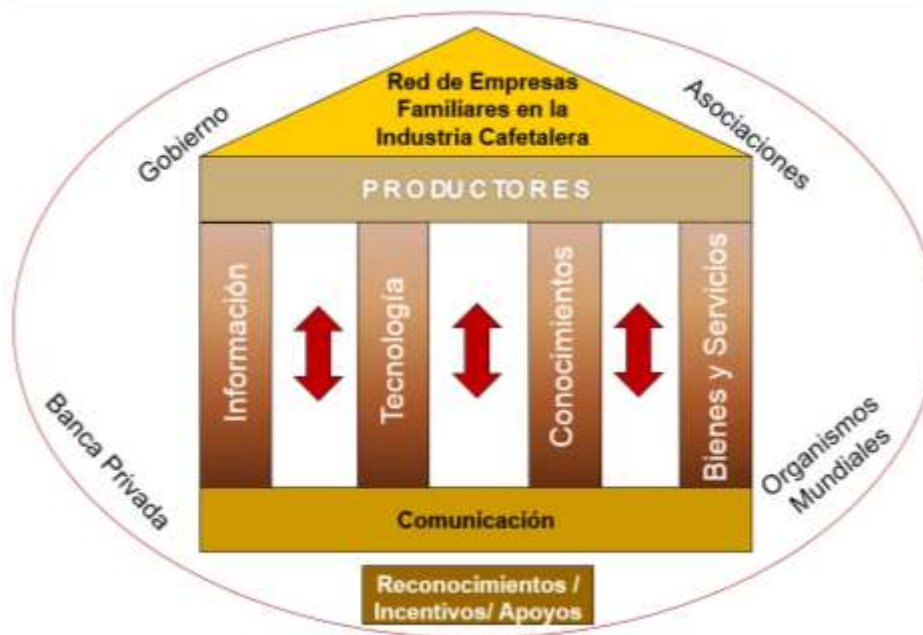 Red de Empresas
Familiares en la
Industria Cafetalera
Gobierno
Asociaciones
PRODUCTORES
Información
Tecnología
Conocimientos
Bienes y Servicios
Banca Privada
Organismos
Mundiales
Comunicación
Reconocimientos /
Incentivos/ Apoyos